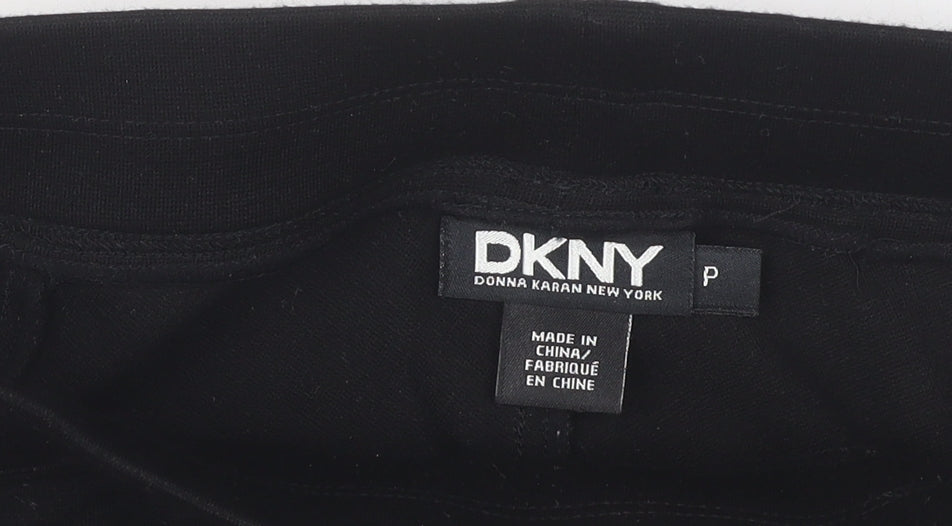 DKNY
DONNA KARAN NEW YORK
P
MADE IN
CHINA/
FABRIQUÉ
EN CHINE